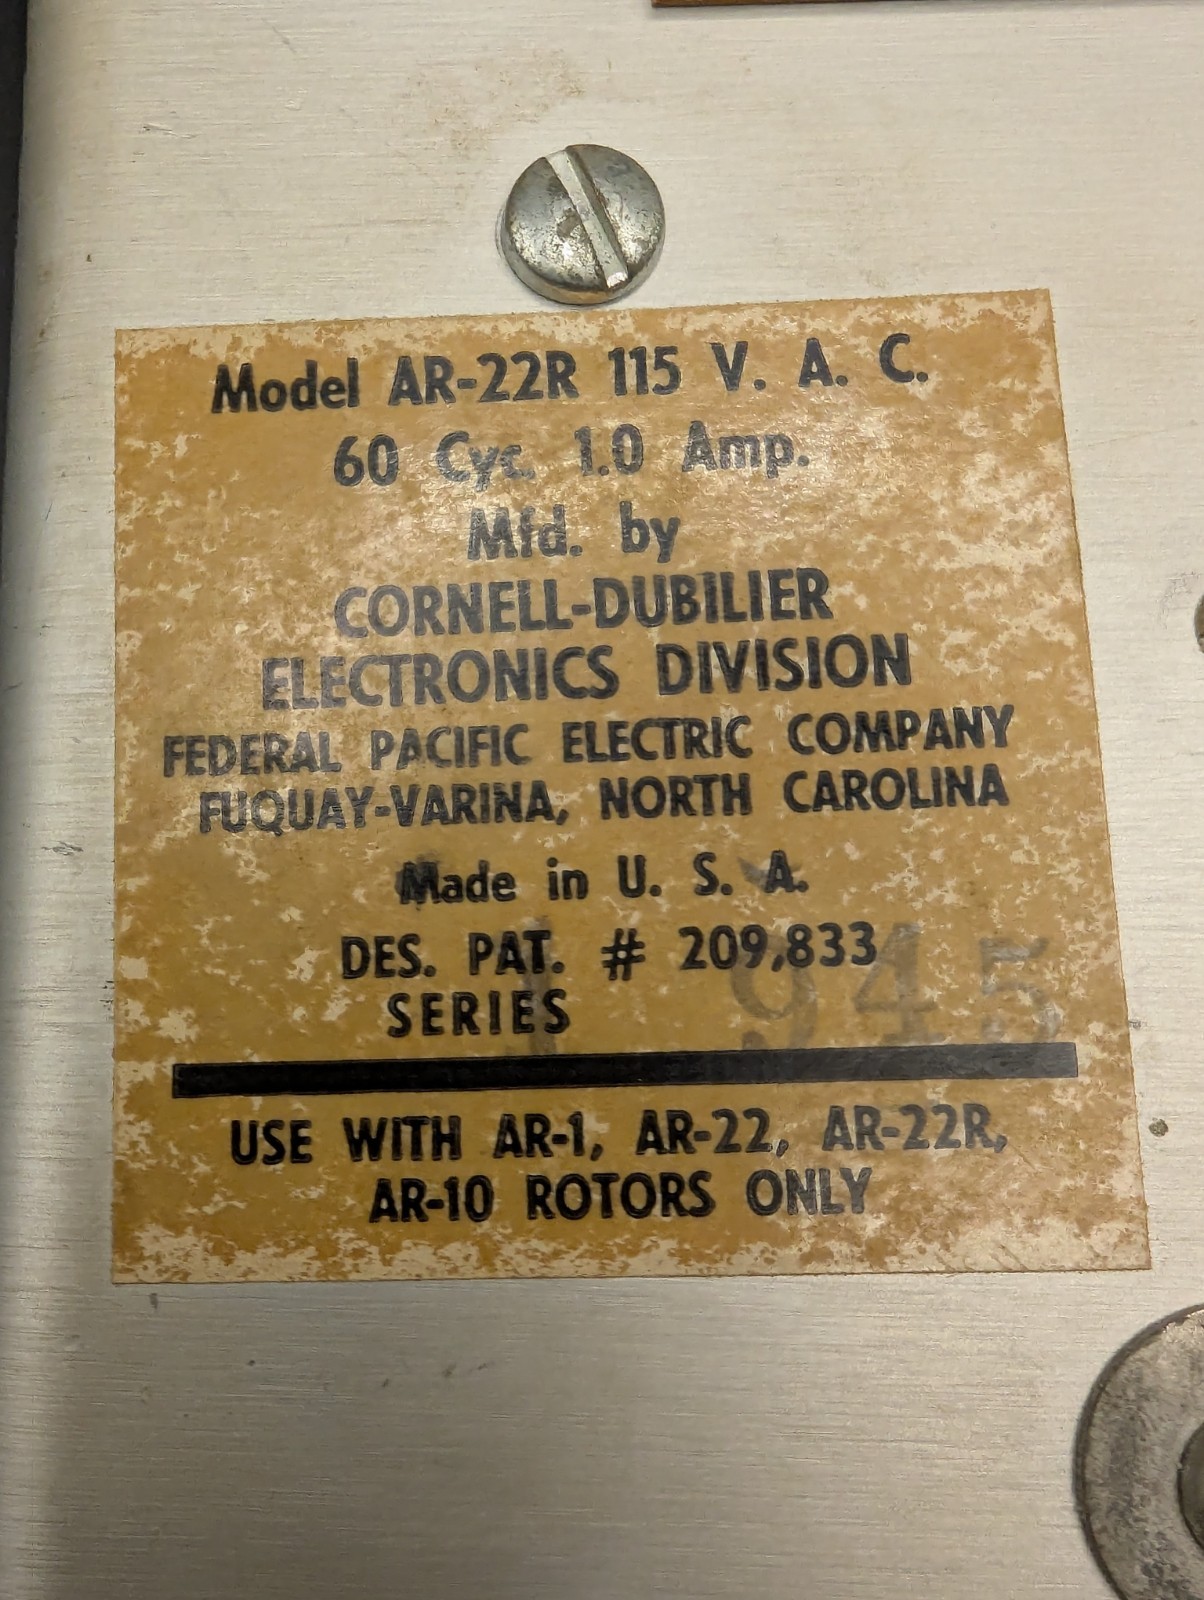 Model AR-22R 115 V. A. C.
60 Cyc. 1.0 Amp.
Mfd. by
CORNELL-DUBILIER
ELECTRONICS DIVISION
FEDERAL PACIFIC ELECTRIC COMPANY
FUQUAY-VARINA, NORTH CAROLINA
Made in U. S. A.
DES. PAT. # 209,833
SERIES 1 945
USE WITH AR-1, AR-22, AR-22R,
AR-10 ROTORS ONLY